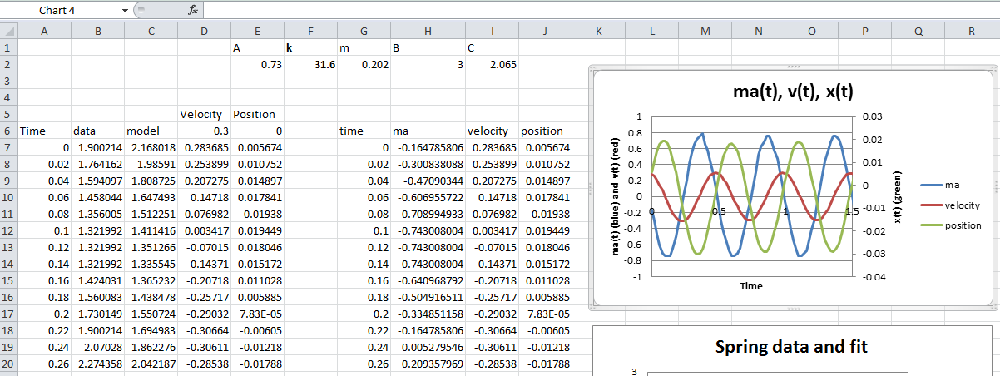 Chart 4 fx
A B C D E F G H I J K L M N O P Q R
1 A k m B C
2 0.73 31.6 0.202 3 2.065
3
4
5 Velocity Position
6 Time data model 0.3 0 time ma velocity position
7 0 1.900214 2.168018 0.283685 0.005674 0 -0.164785806 0.283685 0.005674
8 0.02 1.764162 1.98591 0.253899 0.010752 0.02 -0.300838088 0.253899 0.010752
9 0.04 1.594097 1.808725 0.207275 0.014897 0.04 -0.47090344 0.207275 0.014897
10 0.06 1.458044 1.647493 0.14718 0.017841 0.06 -0.606955722 0.14718 0.017841
11 0.08 1.356005 1.512251 0.076982 0.01938 0.08 -0.708994933 0.076982 0.01938
12 0.1 1.321992 1.411416 0.003417 0.019449 0.1 -0.743008004 0.003417 0.019449
13 0.12 1.321992 1.351266 -0.07015 0.018046 0.12 -0.743008004 -0.07015 0.018046
14 0.14 1.321992 1.335545 -0.14371 0.015172 0.14 -0.743008004 -0.14371 0.015172
15 0.16 1.424031 1.365232 -0.20718 0.011028 0.16 -0.640968792 -0.20718 0.011028
16 0.18 1.560083 1.438478 -0.25717 0.005885 0.18 -0.504916511 -0.25717 0.005885
17 0.2 1.730149 1.550724 -0.29032 7.83E-05 0.2 -0.334851158 -0.29032 7.83E-05
18 0.22 1.900214 1.694983 -0.30664 -0.00605 0.22 -0.164785806 -0.30664 -0.00605
19 0.24 2.07028 1.862276 -0.30611 -0.01218 0.24 0.005279546 -0.30611 -0.01218
20 0.26 2.274358 2.042187 -0.28538 -0.01788 0.26 0.209357969 -0.28538 -0.01788
ma(t), v(t), x(t)
ma(t) (blue) and v(t) (red)
1
0.8
0.6
0.4
0.2
0
-0.2
-0.4
-0.6
-0.8
-1
0 0.5 1 1.5
Time
0.03
0.02
0.01
0
-0.01
-0.02
-0.03
-0.04
x(t) (green)
ma
velocity
position
Spring data and fit
3